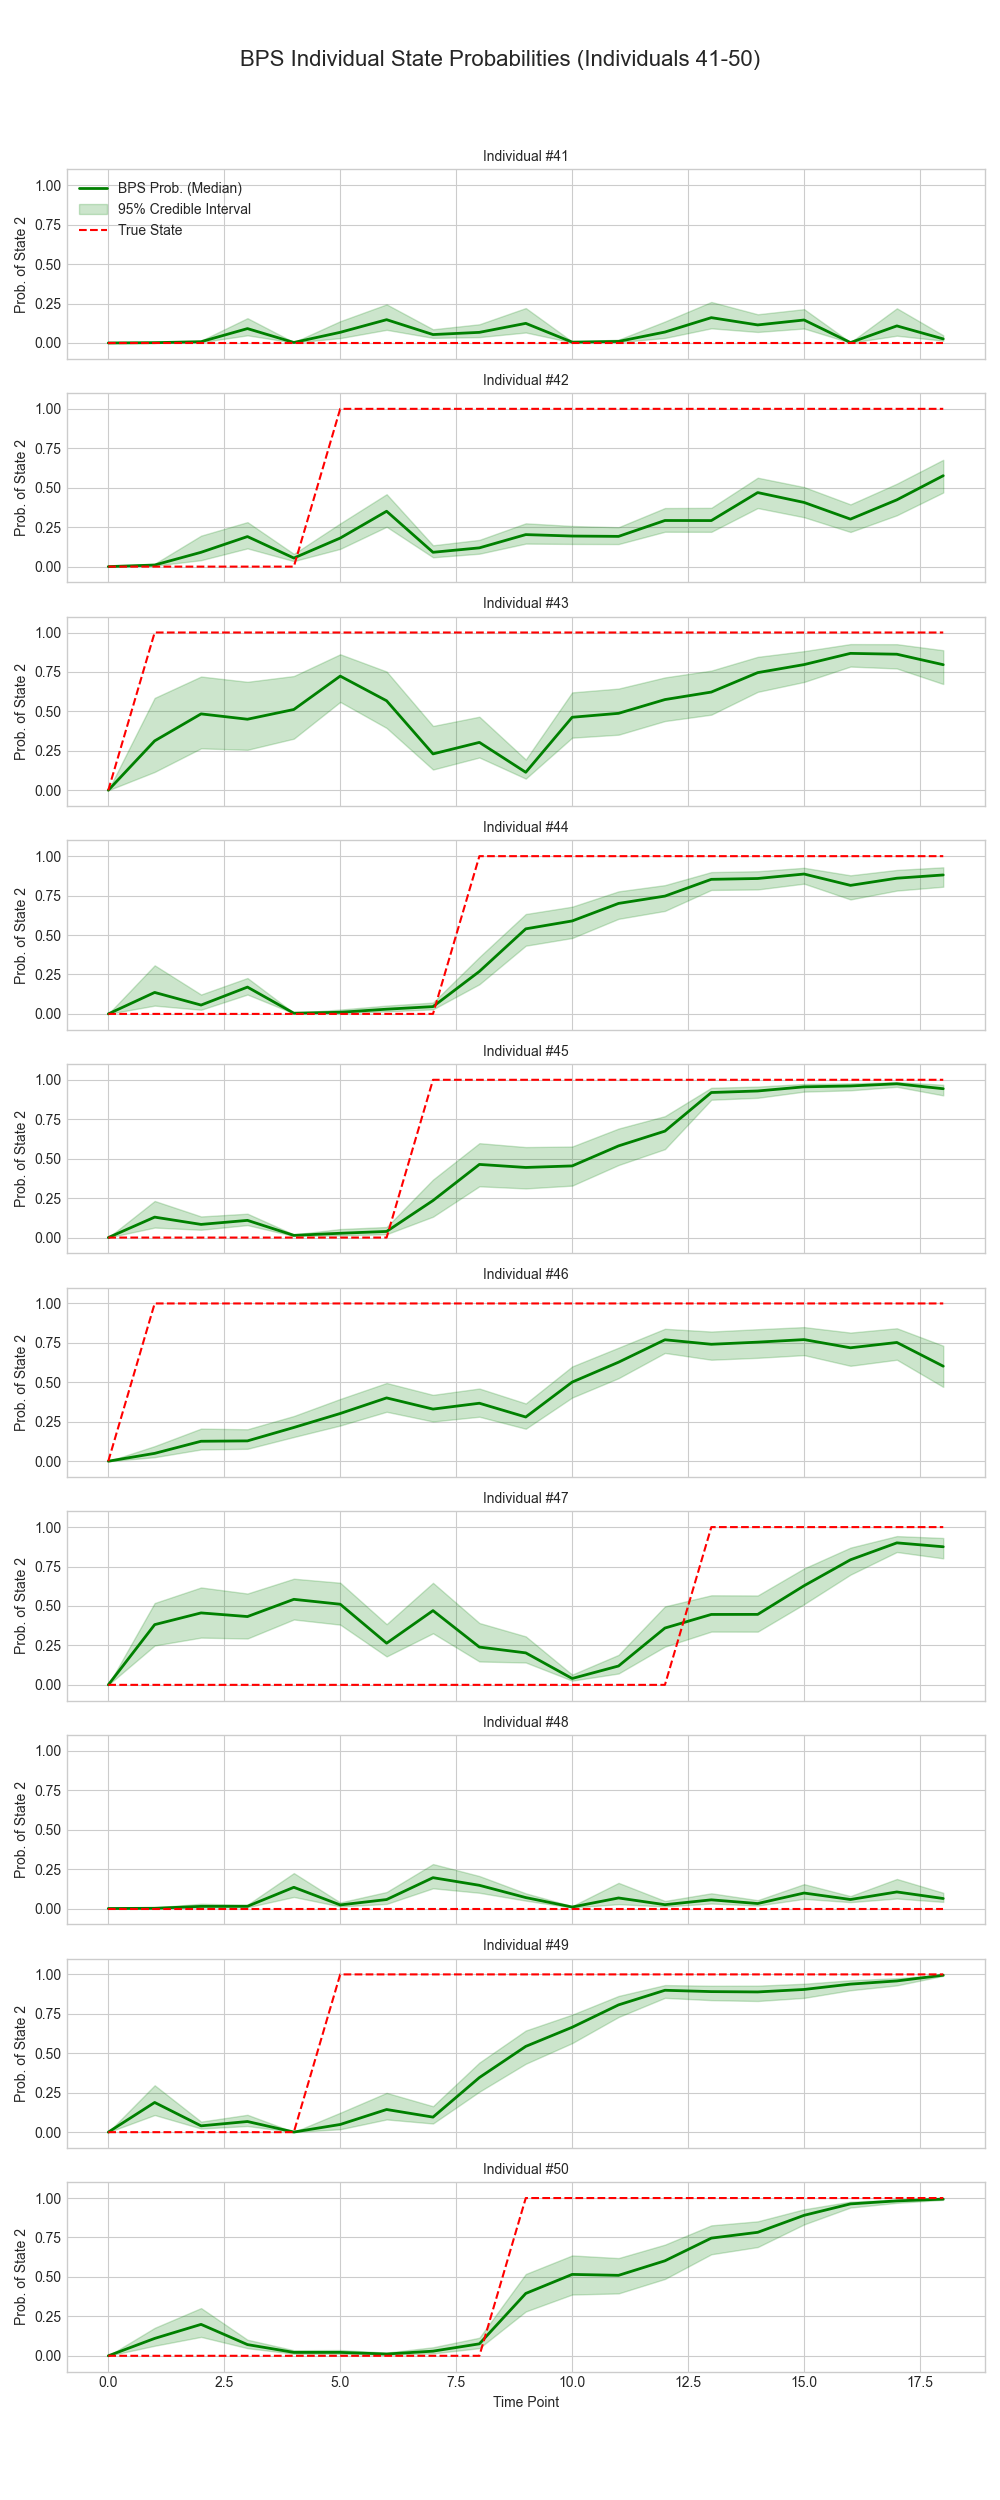 BPS Individual State Probabilities (Individuals 41-50)
Individual #41
BPS Prob. (Median)
95% Credible Interval
True State
Prob. of State 2
1.00
0.75
0.50
0.25
0.00
Individual #42
Prob. of State 2
1.00
0.75
0.50
0.25
0.00
Individual #43
Prob. of State 2
1.00
0.75
0.50
0.25
0.00
Individual #44
Prob. of State 2
1.00
0.75
0.50
0.25
0.00
Individual #45
Prob. of State 2
1.00
0.75
0.50
0.25
0.00
Individual #46
Prob. of State 2
1.00
0.75
0.50
0.25
0.00
Individual #47
Prob. of State 2
1.00
0.75
0.50
0.25
0.00
Individual #48
Prob. of State 2
1.00
0.75
0.50
0.25
0.00
Individual #49
Prob. of State 2
1.00
0.75
0.50
0.25
0.00
Individual #50
Prob. of State 2
1.00
0.75
0.50
0.25
0.00
0.0 2.5 5.0 7.5 10.0 12.5 15.0 17.5
Time Point